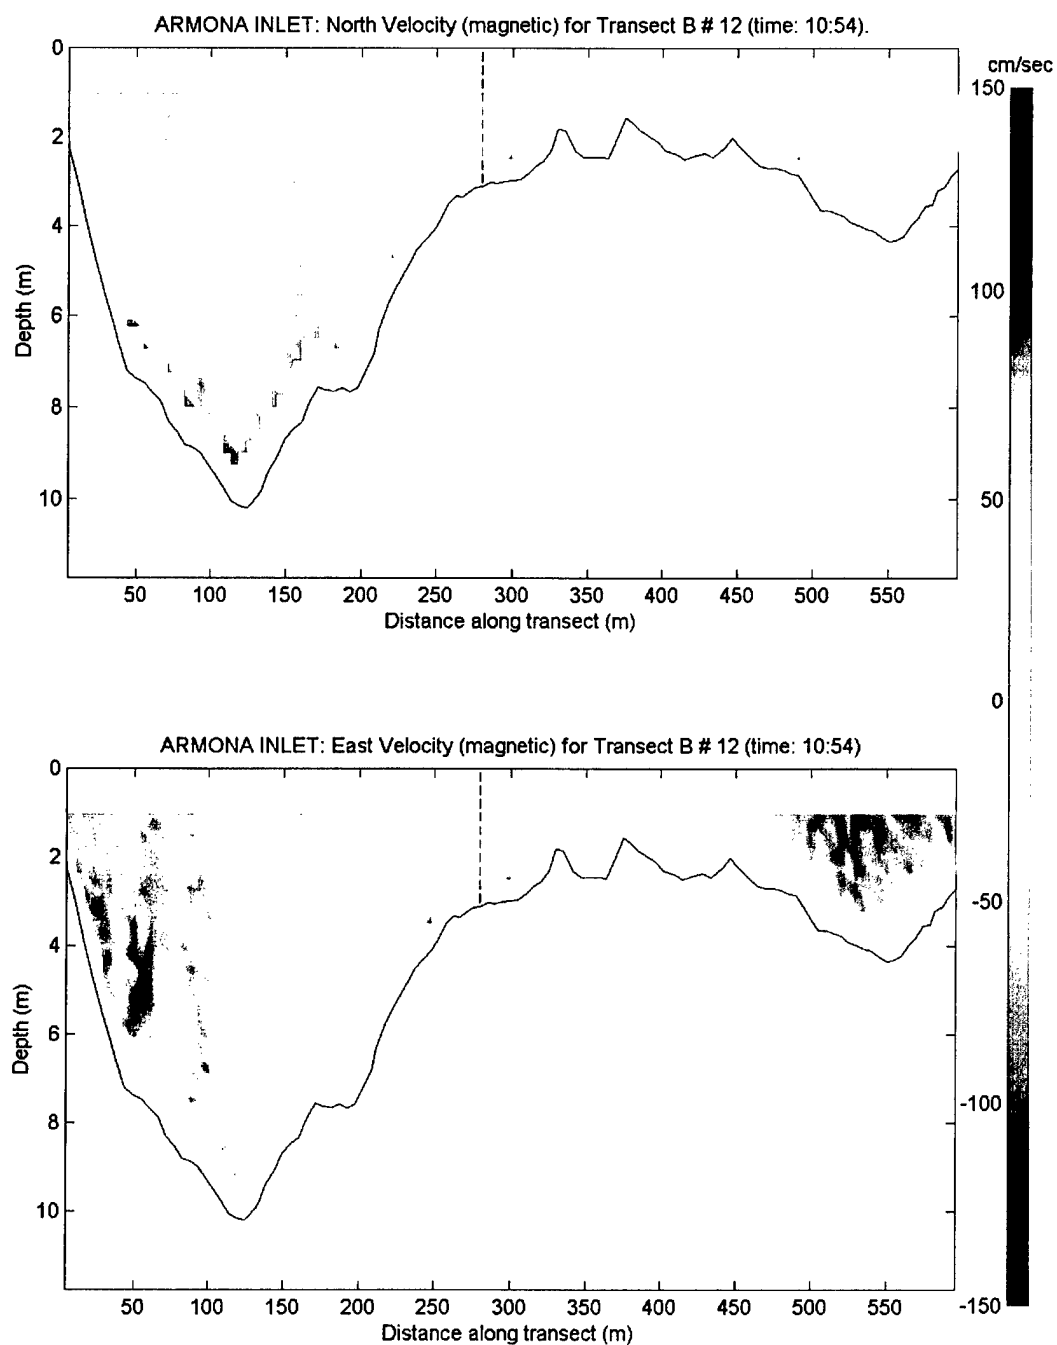 ARMONA INLET: North Velocity (magnetic) for Transect B # 12 (time: 10:54).
cm/sec
0
2
4
6
8
10
Depth (m)
50 100 150 200 250 300 350 400 450 500 550
Distance along transect (m)
150
100
50
0
-50
-100
-150
ARMONA INLET: East Velocity (magnetic) for Transect B # 12 (time: 10:54)
0
2
4
6
8
10
Depth (m)
50 100 150 200 250 300 350 400 450 500 550
Distance along transect (m)